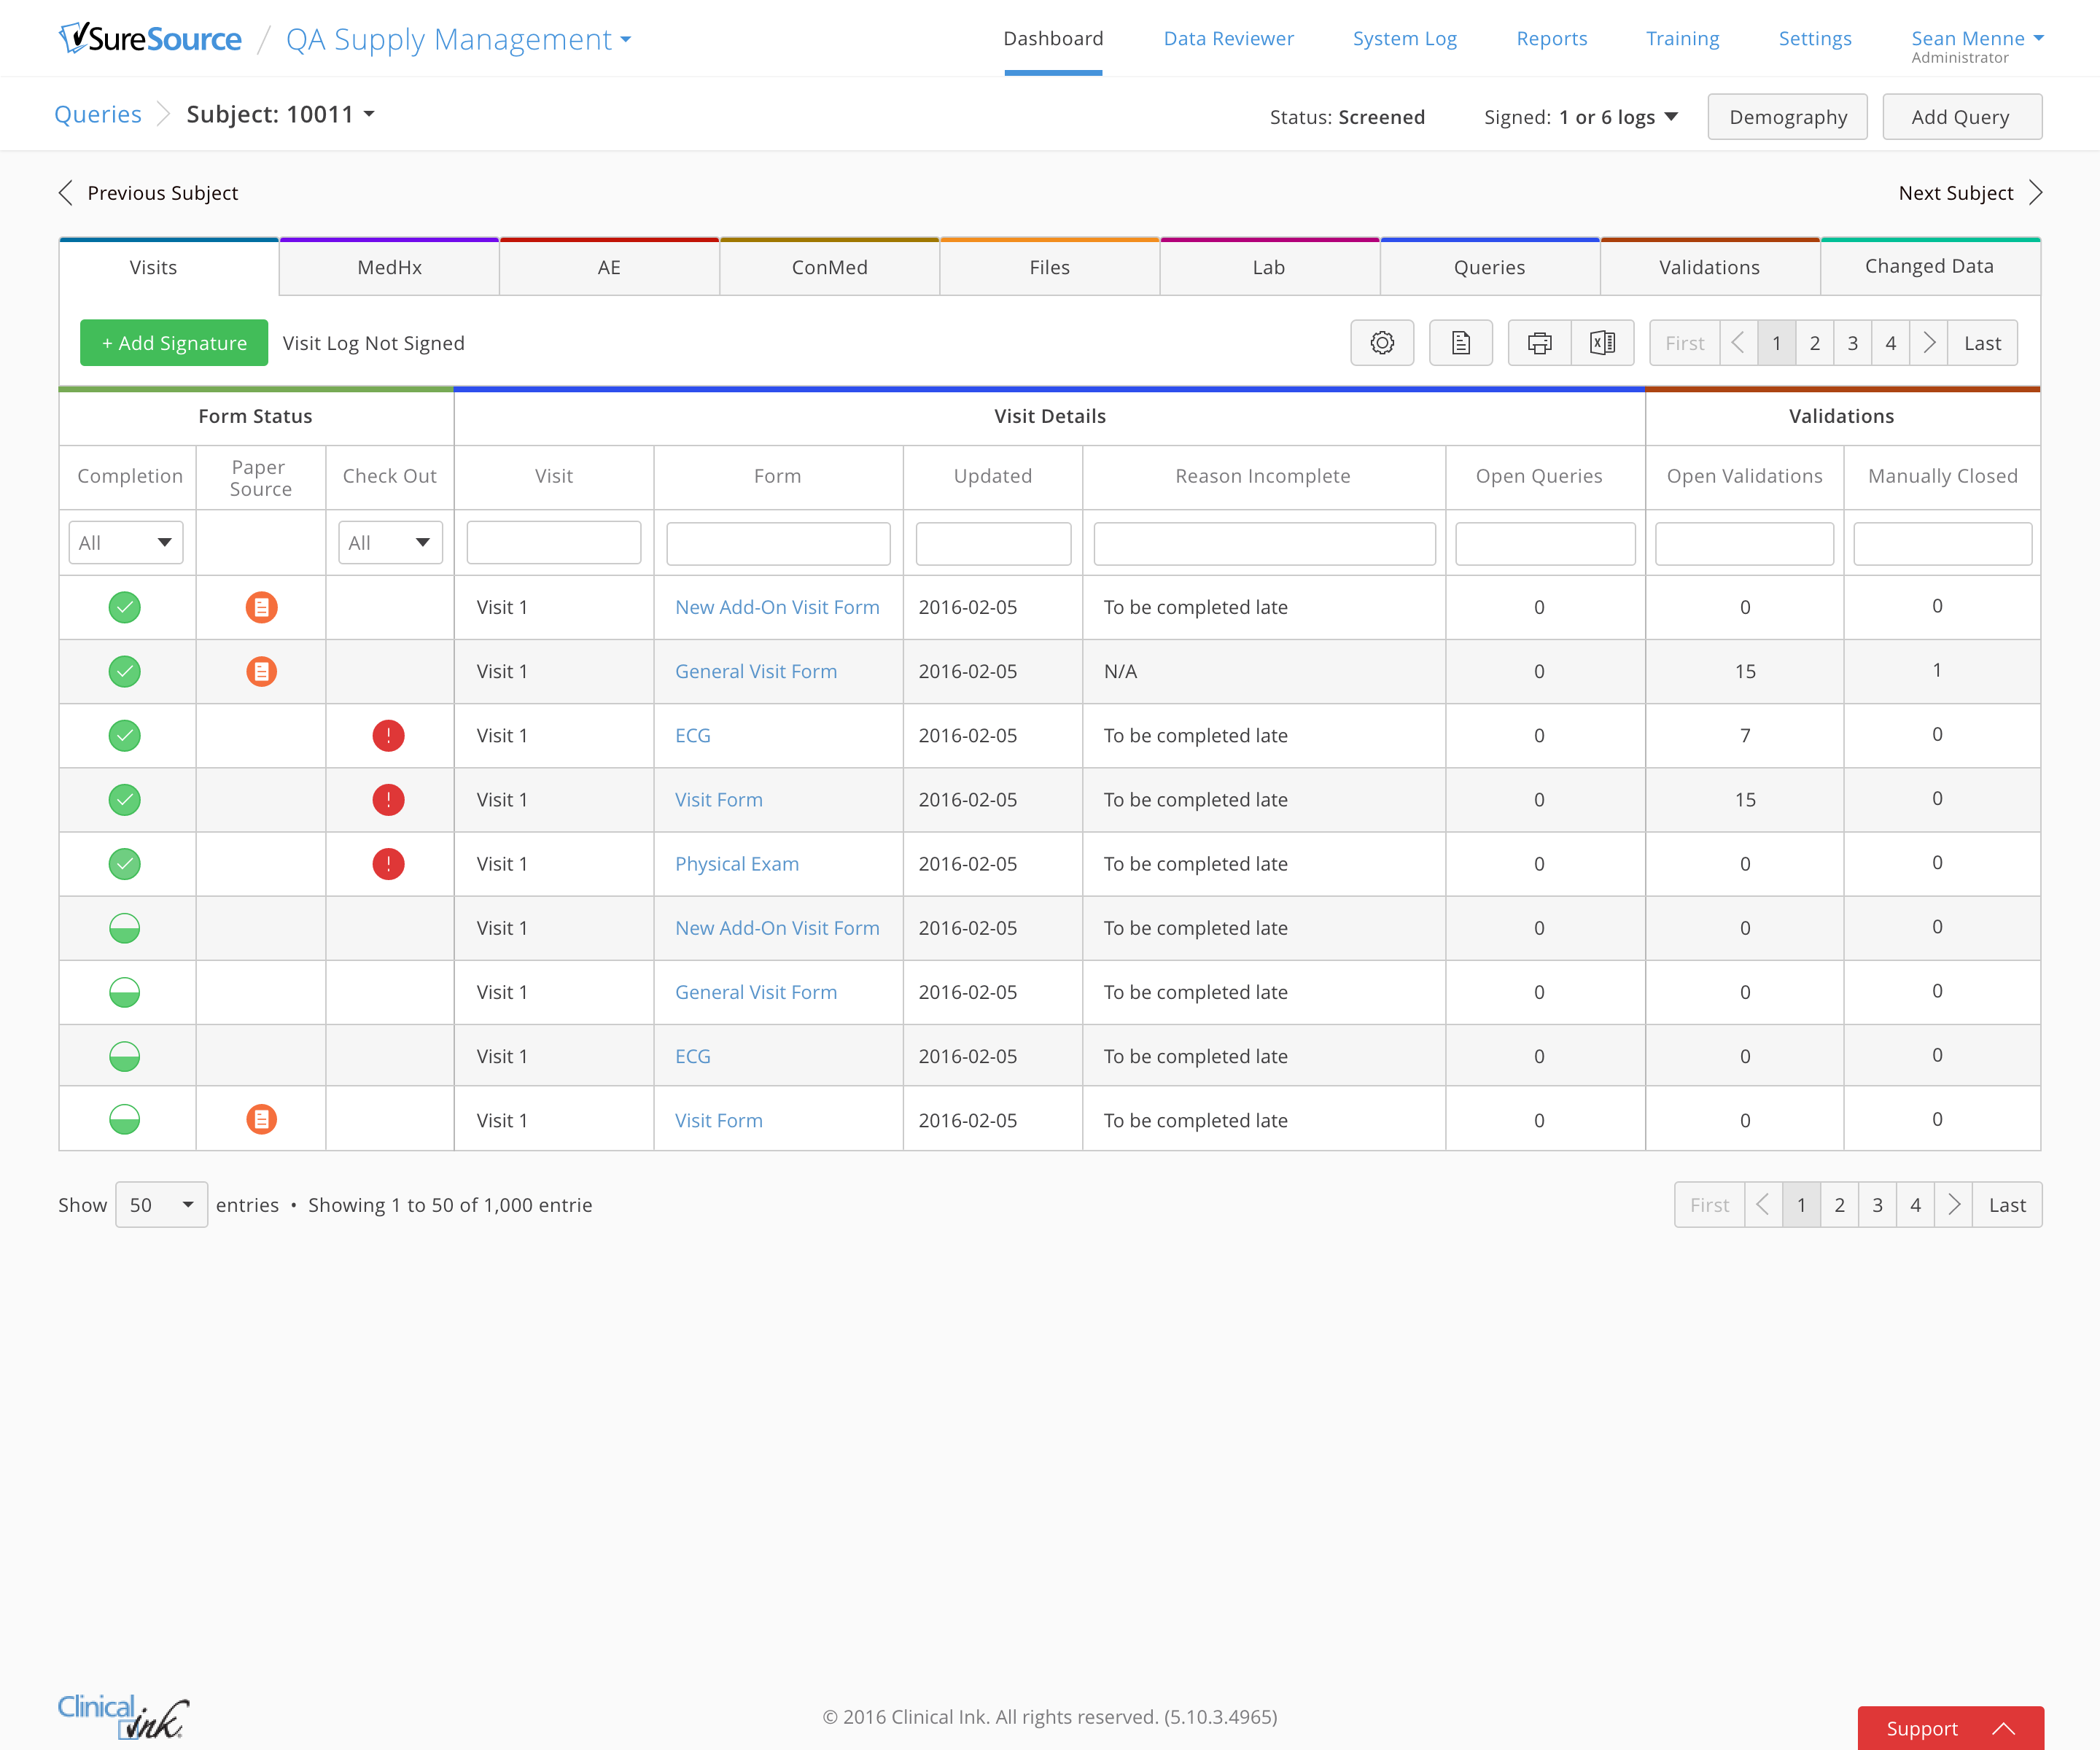 SureSource / QA Supply Management
Dashboard Data Reviewer System Log Reports Training Settings Sean Menne
Administrator
Queries Subject: 10011 Status: Screened Signed: 1 or 6 logs Demography Add Query
Previous Subject Next Subject
Visits MedHx AE ConMed Files Lab Queries Validations Changed Data
+ Add Signature Visit Log Not Signed First 1 2 3 4 Last
Form Status Visit Details Validations
Completion Paper Source Check Out Visit Form Updated Reason Incomplete Open Queries Open Validations Manually Closed
All All
Visit 1 New Add-On Visit Form 2016-02-05 To be completed late 0 0 0
Visit 1 General Visit Form 2016-02-05 N/A 0 15 1
Visit 1 ECG 2016-02-05 To be completed late 0 7 0
Visit 1 Visit Form 2016-02-05 To be completed late 0 15 0
Visit 1 Physical Exam 2016-02-05 To be completed late 0 0 0
Visit 1 New Add-On Visit Form 2016-02-05 To be completed late 0 0 0
Visit 1 General Visit Form 2016-02-05 To be completed late 0 0 0
Visit 1 ECG 2016-02-05 To be completed late 0 0 0
Visit 1 Visit Form 2016-02-05 To be completed late 0 0 0
Show 50 entries • Showing 1 to 50 of 1,000 entrie First 1 2 3 4 Last
Clinical ink © 2016 Clinical Ink. All rights reserved. (5.10.3.4965) Support